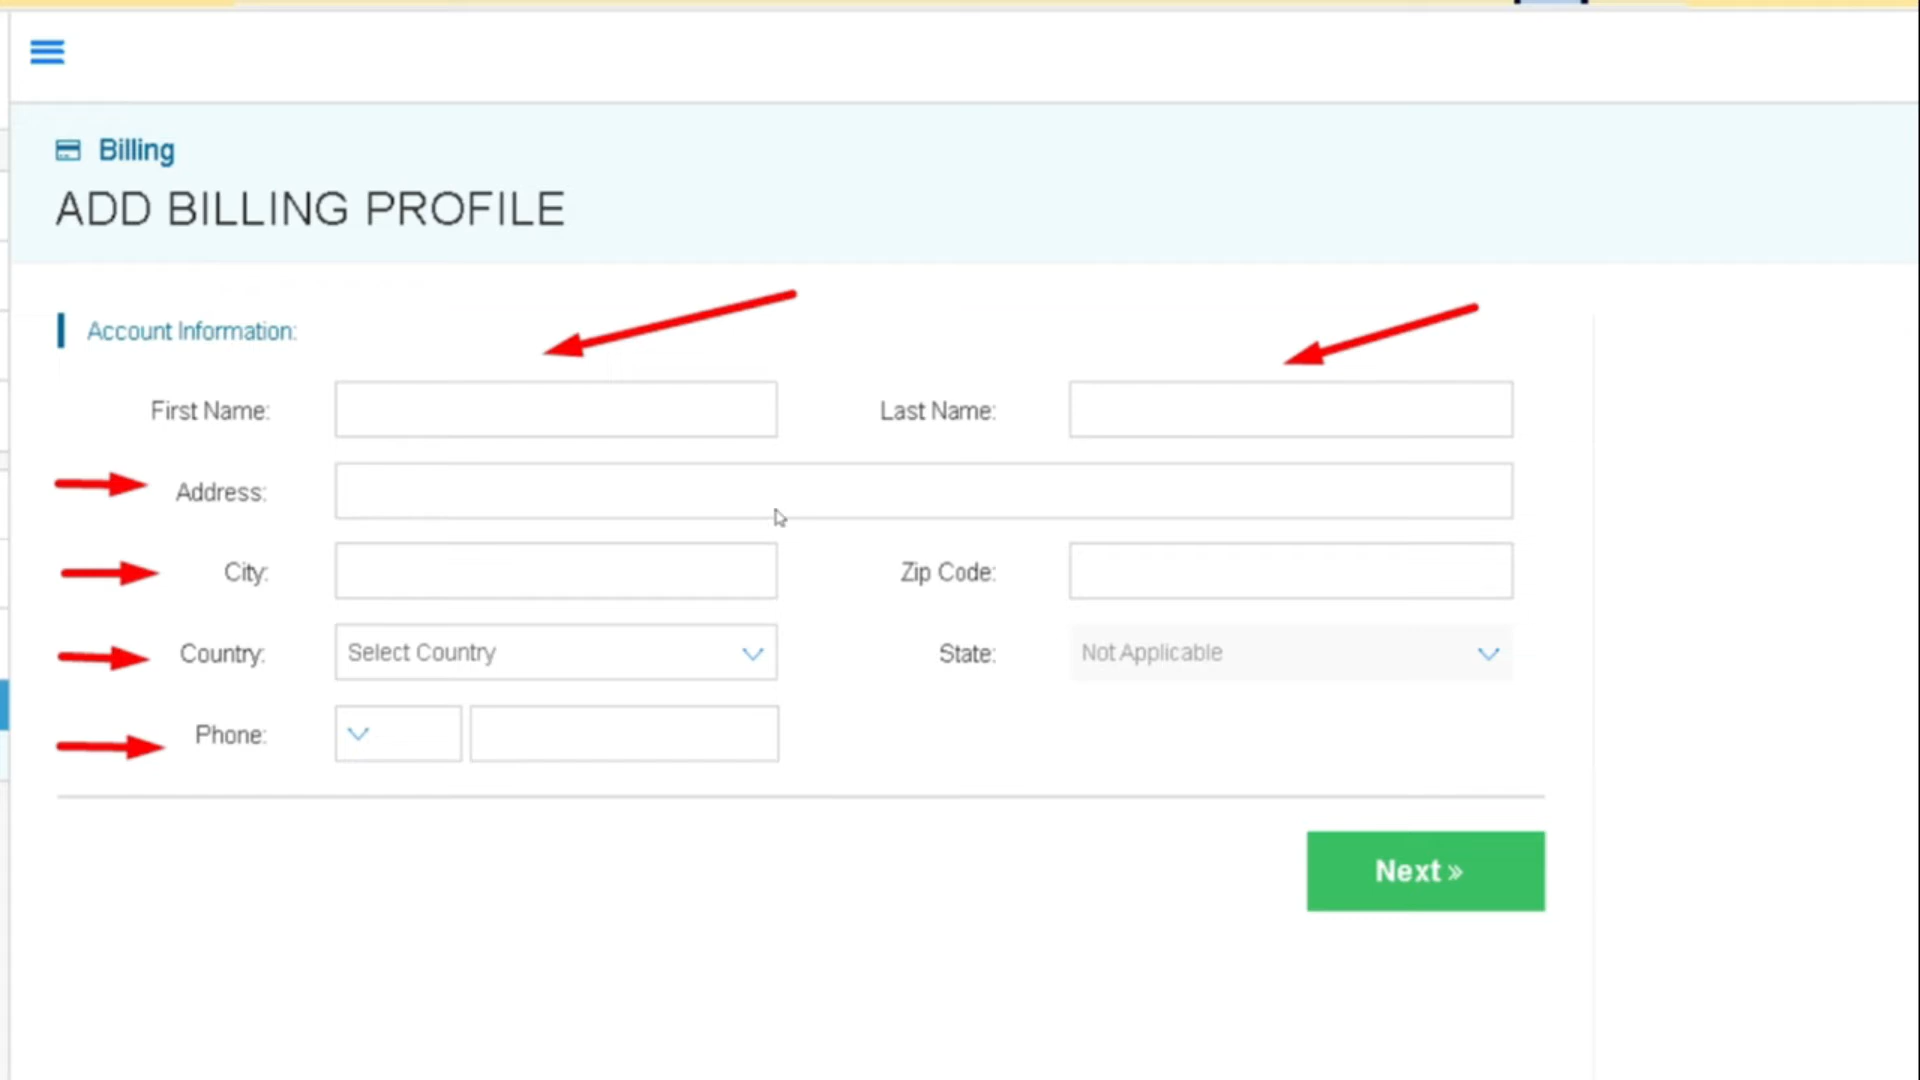 Billing
ADD BILLING PROFILE
Account Information:
First Name:
Last Name:
Address:
City:
Zip Code:
Country:
Select Country
State:
Not Applicable
Phone:
Next »